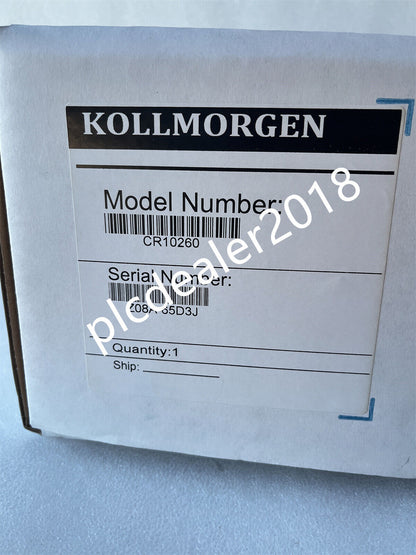 KOLLMORGEN
Model Number:
CR10260
Serial Number:
Quantity:1
Ship:
plcdealer2018